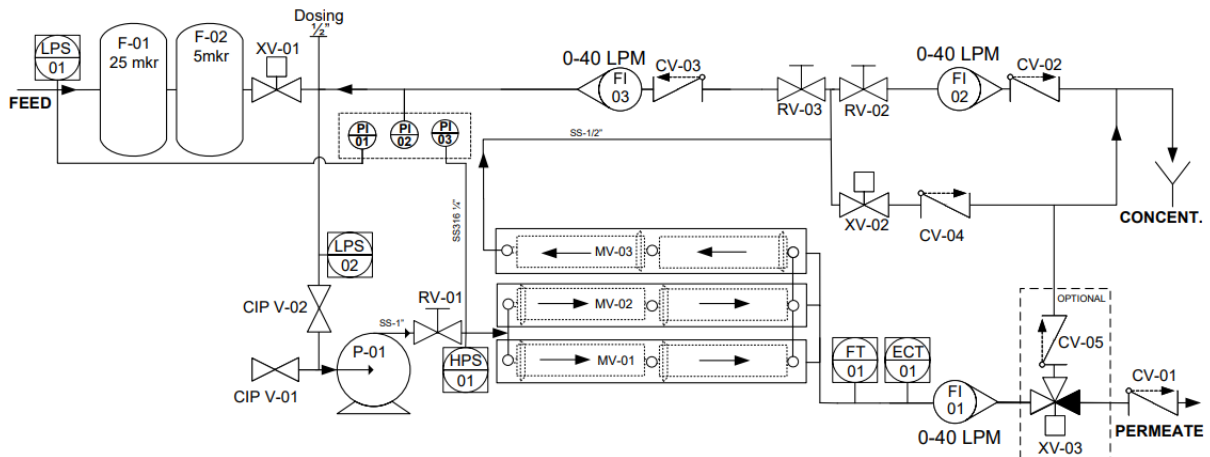 Dosing
½"
LPS
01
F-01
25 mkr
F-02
5mkr
XV-01
FEED
0-40 LPM
FI
03
CV-03
RV-03
RV-02
0-40 LPM
FI
02
CV-02
PI
01
PI
02
PI
03
SS-1/2"
SS316 ¼"
XV-02
CV-04
CONCENT.
LPS
02
CIP V-02
CIP V-01
P-01
SS-1"
RV-01
HPS
01
MV-03
MV-02
MV-01
FT
01
ECT
01
FI
01
0-40 LPM
OPTIONAL
CV-05
XV-03
CV-01
PERMEATE